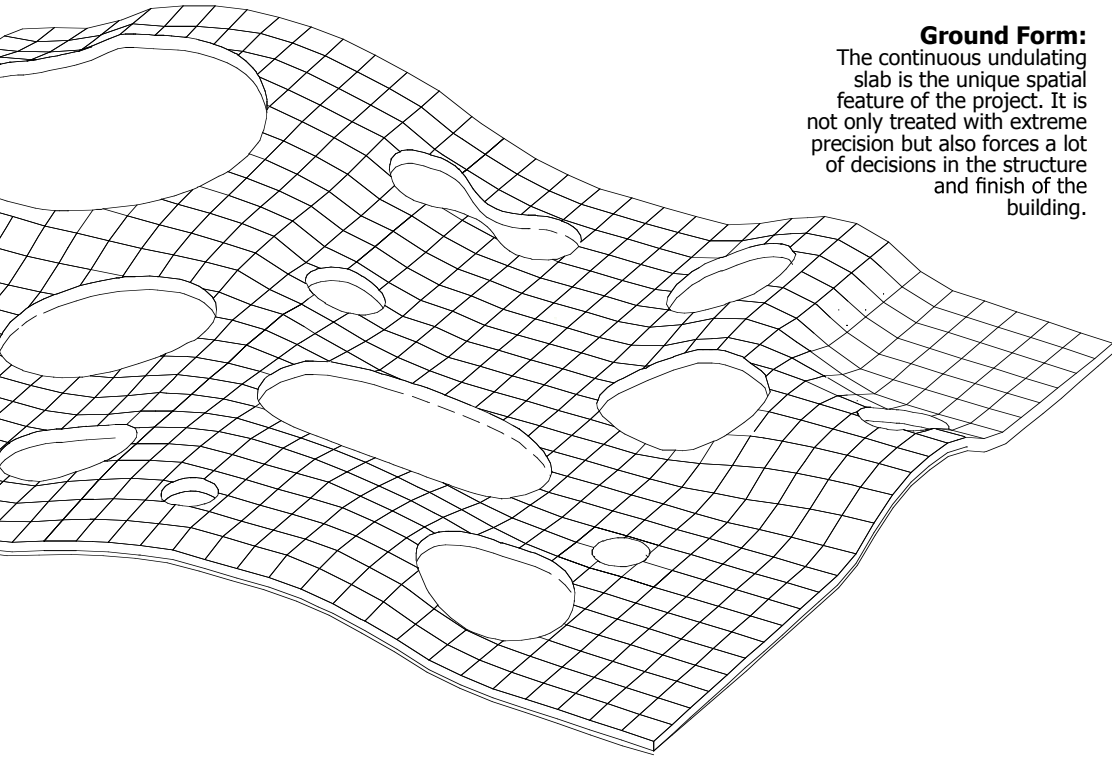 Ground Form:
The continuous undulating
slab is the unique spatial
feature of the project. It is
not only treated with extreme
precision but also forces a lot
of decisions in the structure
and finish of the
building.